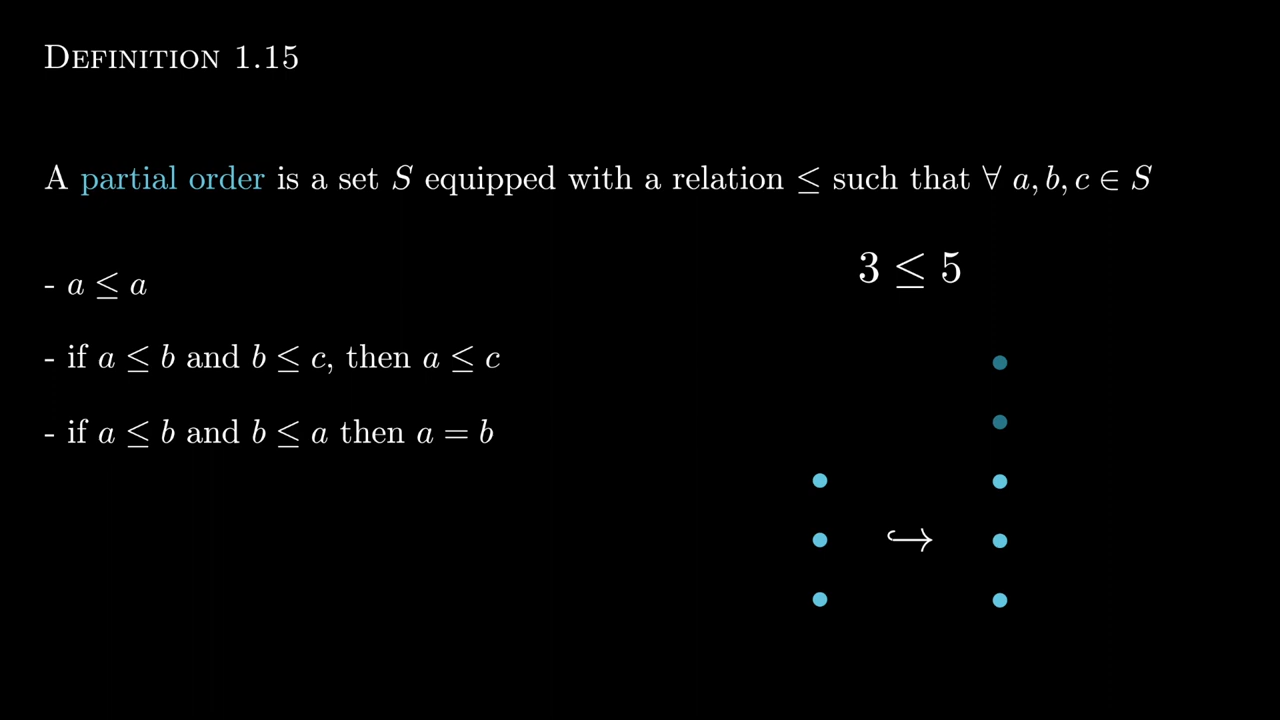 Definition 1.15
A partial order is a set S equipped with a relation ≤ such that ∀ a, b, c ∈ S
- a ≤ a
- if a ≤ b and b ≤ c, then a ≤ c
- if a ≤ b and b ≤ a then a = b
3 ≤ 5
↪